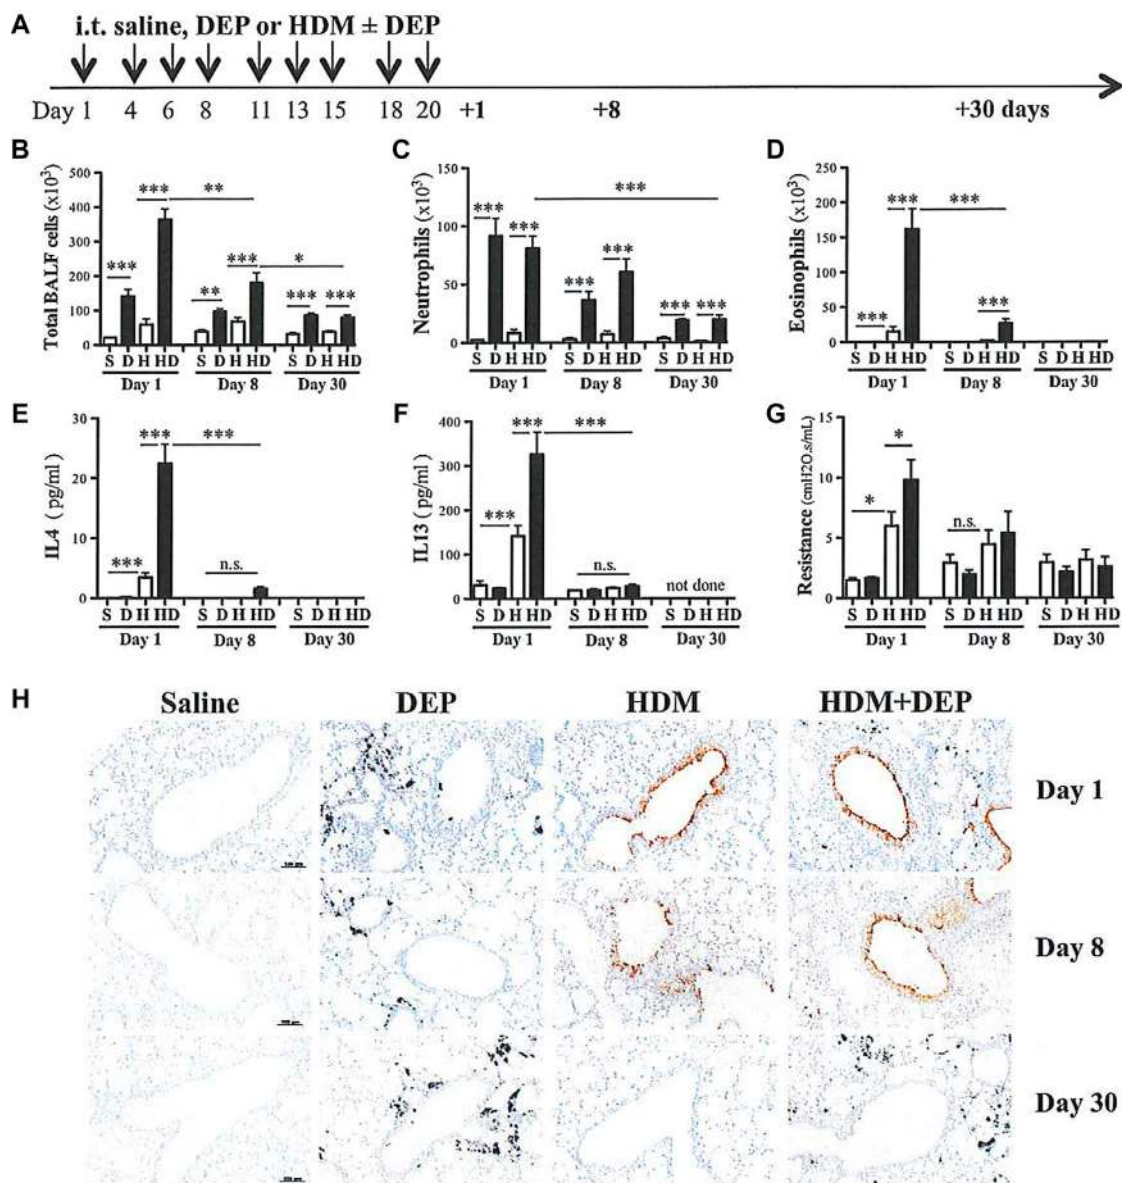 A
i.t. saline, DEP or HDM ± DEP
Day 1 4 6 8 11 13 15 18 20 +1 +8 +30 days
B
Total BALF cells (x10³)
500
400
300
200
100
0
***
***
**
**
***
*
***
***
S D H HD S D H HD S D H HD
Day 1 Day 8 Day 30
C
Neutrophils (x10³)
150
100
50
0
***
***
***
***
***
***
***
S D H HD S D H HD S D H HD
Day 1 Day 8 Day 30
D
Eosinophils (x10³)
250
200
150
100
50
0
***
***
***
***
S D H HD S D H HD S D H HD
Day 1 Day 8 Day 30
E
IL4 (pg/ml)
30
20
10
0
***
***
***
n.s.
S D H HD S D H HD S D H HD
Day 1 Day 8 Day 30
F
IL13 (pg/ml)
400
300
200
100
0
***
***
***
n.s.
not done
S D H HD S D H HD S D H HD
Day 1 Day 8 Day 30
G
Resistance (cmH2O.s/mL)
15
10
5
0
*
*
n.s.
S D H HD S D H HD S D H HD
Day 1 Day 8 Day 30
H
Saline DEP HDM HDM+DEP
Day 1
Day 8
Day 30